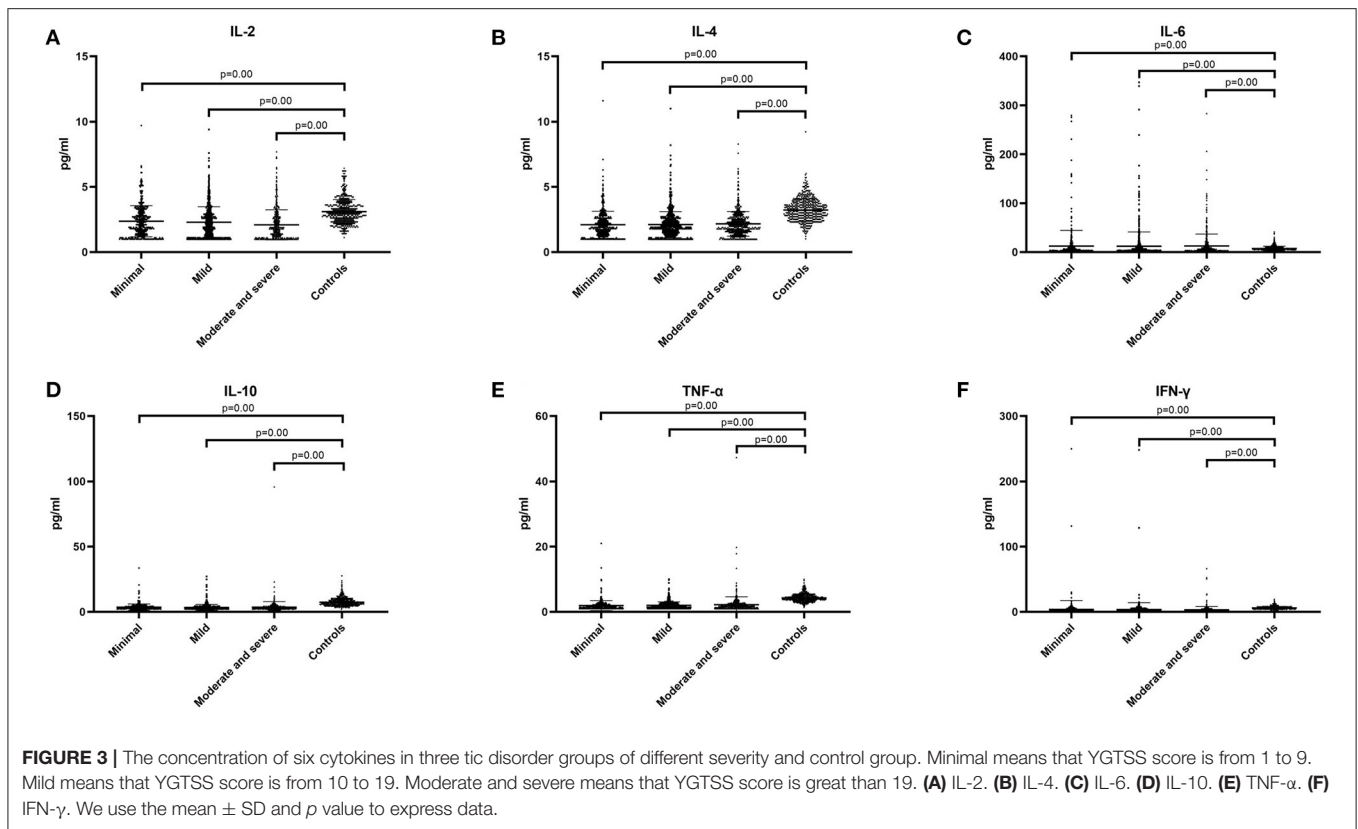 A
IL-2
15
10
5
0
pg/ml
p=0.00
p=0.00
p=0.00
Minimal
Mild
Moderate and severe
Controls
B
IL-4
15
10
5
0
pg/ml
p=0.00
p=0.00
p=0.00
Minimal
Mild
Moderate and severe
Controls
C
IL-6
400
300
200
100
0
pg/ml
p=0.00
p=0.00
p=0.00
Minimal
Mild
Moderate and severe
Controls
D
IL-10
150
100
50
0
pg/ml
p=0.00
p=0.00
p=0.00
Minimal
Mild
Moderate and severe
Controls
E
TNF-α
60
40
20
0
pg/ml
p=0.00
p=0.00
p=0.00
Minimal
Mild
Moderate and severe
Controls
F
IFN-γ
300
200
100
0
pg/ml
p=0.00
p=0.00
p=0.00
Minimal
Mild
Moderate and severe
Controls
FIGURE 3 | The concentration of six cytokines in three tic disorder groups of different severity and control group. Minimal means that YGTSS score is from 1 to 9.
Mild means that YGTSS score is from 10 to 19. Moderate and severe means that YGTSS score is great than 19. (A) IL-2. (B) IL-4. (C) IL-6. (D) IL-10. (E) TNF-α. (F)
IFN-γ. We use the mean ± SD and p value to express data.